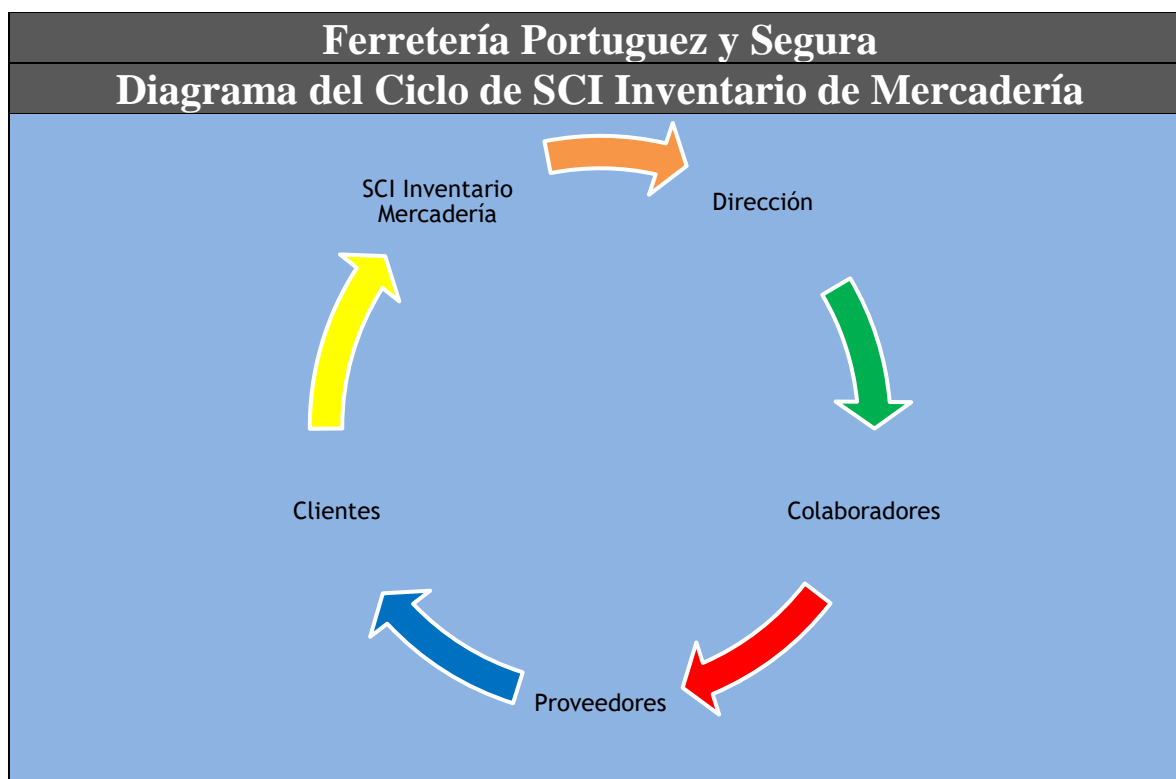 Ferretería Portuguez y Segura
Diagrama del Ciclo de SCI Inventario de Mercadería
SCI Inventario
Mercadería
Dirección
Colaboradores
Proveedores
Clientes